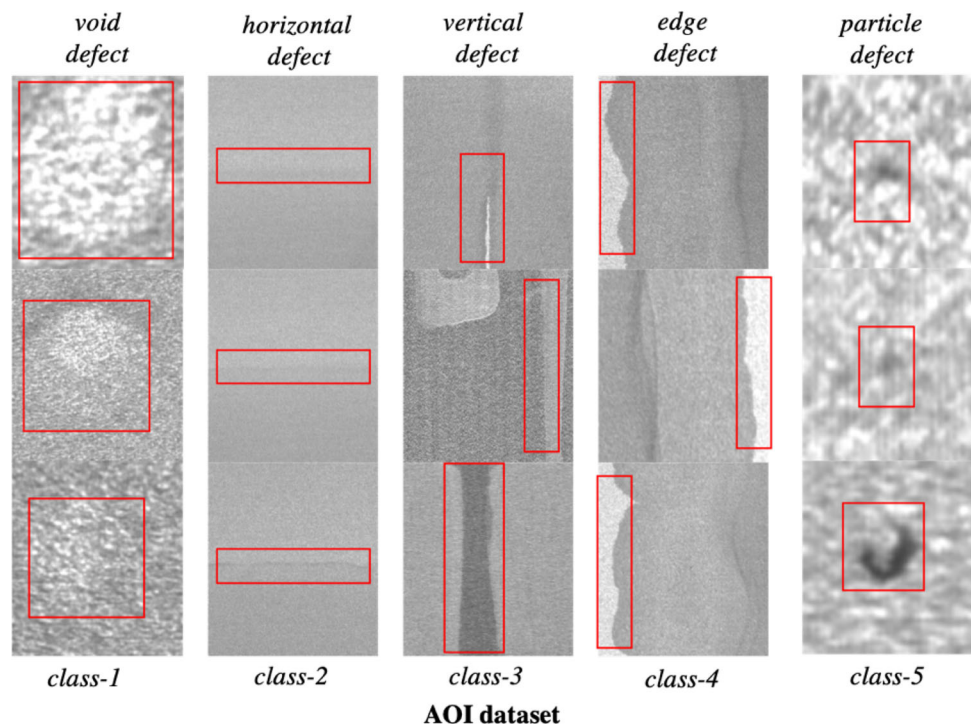 void defect
horizontal defect
vertical defect
edge defect
particle defect
class-1
class-2
class-3
class-4
class-5
AOI dataset